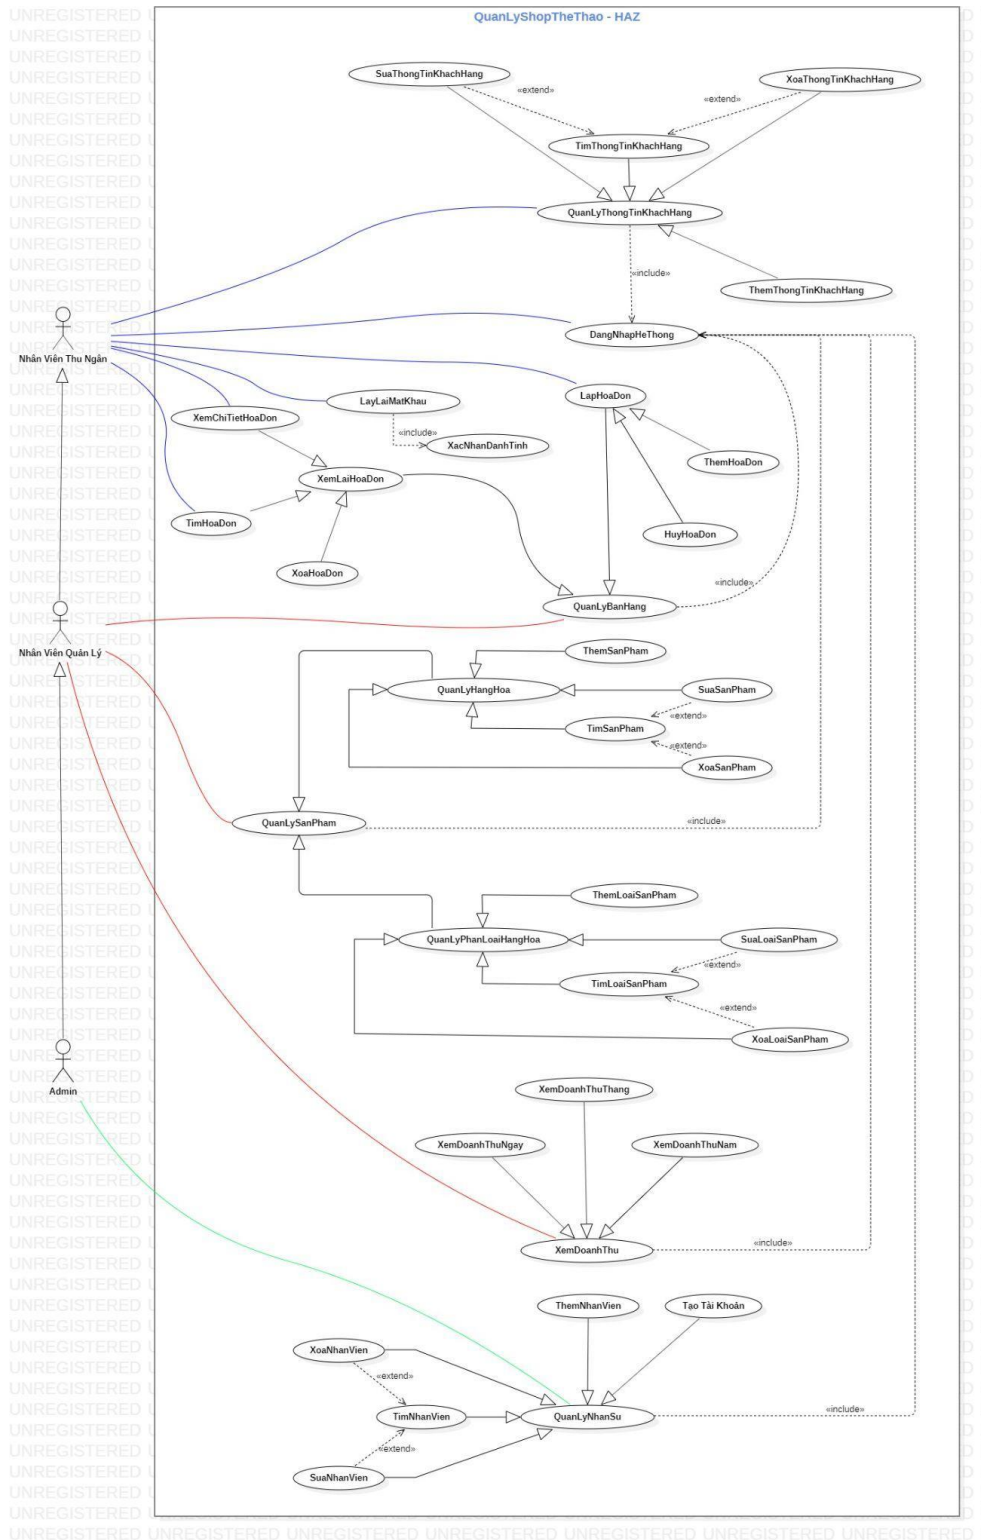 QuanLyShopTheThao - HAZ
SuaThongTinKhachHang
XoaThongTinKhachHang
«extend»
«extend»
TimThongTinKhachHang
QuanLyThongTinKhachHang
«include»
ThemThongTinKhachHang
DangNhapHeThong
Nhân Viên Thu Ngân
LapHoaDon
LayLaiMatKhau
XemChiTietHoaDon
«include»
XacNhanDanhTinh
ThemHoaDon
XemLaiHoaDon
TimHoaDon
HuyHoaDon
XoaHoaDon
«include»
QuanLyBanHang
Nhân Viên Quản Lý
ThemSanPham
QuanLyHangHoa
SuaSanPham
«extend»
TimSanPham
«extend»
XoaSanPham
QuanLySanPham
«include»
ThemLoaiSanPham
QuanLyPhanLoaiHangHoa
SuaLoaiSanPham
«extend»
TimLoaiSanPham
«extend»
XoaLoaiSanPham
Admin
XemDoanhThuThang
XemDoanhThuNgay
XemDoanhThuNam
XemDoanhThu
«include»
ThemNhanVien
Tạo Tài Khoản
XoaNhanVien
«extend»
TimNhanVien
QuanLyNhanSu
«include»
«extend»
SuaNhanVien
UNREGISTERED UNREGISTERED UNREGISTERED UNREGISTERED UNREGISTERED UNREGISTERED UNREGISTERED